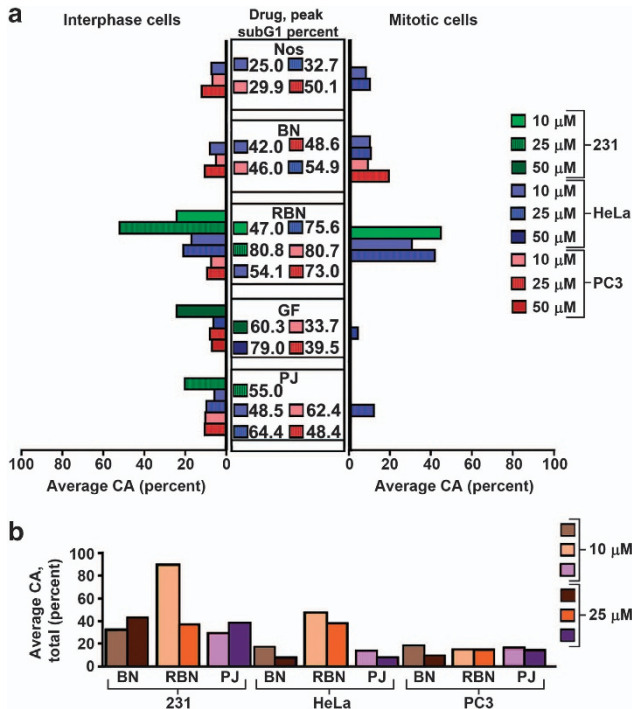 a
Interphase cells
Drug, peak
subG1 percent
Mitotic cells
Nos
25.0 32.7
29.9 50.1
BN
42.0 48.6
46.0 54.9
RBN
47.0 75.6
80.8 80.7
54.1 73.0
GF
60.3 33.7
79.0 39.5
PJ
55.0
48.5 62.4
64.4 48.4
10 μM
25 μM
50 μM
231
10 μM
25 μM
50 μM
HeLa
10 μM
25 μM
50 μM
PC3
100 80 60 40 20 0
0 20 40 60 80 100
Average CA (percent)
Average CA (percent)
b
Average CA,
total (percent)
100
80
60
40
20
0
BN RBN PJ BN RBN PJ BN RBN PJ
231 HeLa PC3
10 μM
25 μM